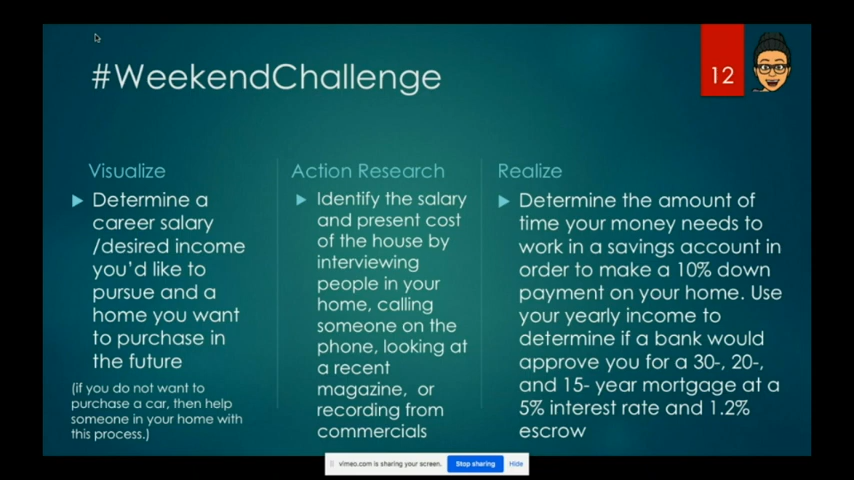 #WeekendChallenge
12
Visualize
Determine a
career salary
/desired income
you'd like to
pursue and a
home you want
to purchase in
the future
(if you do not want to
purchase a car, then help
someone in your home with
this process.)
Action Research
Identify the salary
and present cost
of the house by
interviewing
people in your
home, calling
someone on the
phone, looking at
a recent
magazine, or
recording from
commercials
Realize
Determine the amount of
time your money needs to
work in a savings account in
order to make a 10% down
payment on your home. Use
your yearly income to
determine if a bank would
approve you for a 30-, 20-,
and 15- year mortgage at a
5% interest rate and 1.2%
escrow
vimeo.com is sharing your screen. Stop sharing Hide